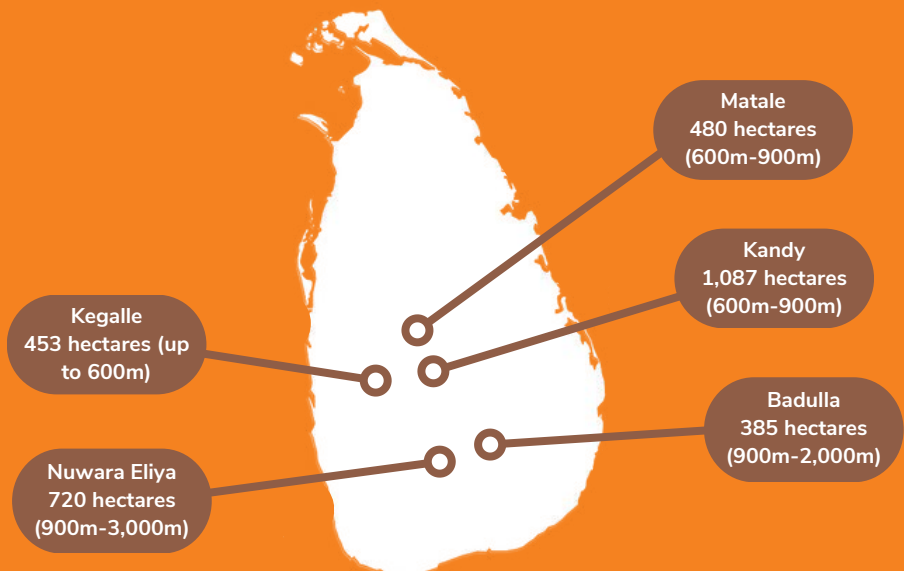 Matale
480 hectares
(600m-900m)
Kandy
1,087 hectares
(600m-900m)
Kegalle
453 hectares (up
to 600m)
Badulla
385 hectares
(900m-2,000m)
Nuwara Eliya
720 hectares
(900m-3,000m)